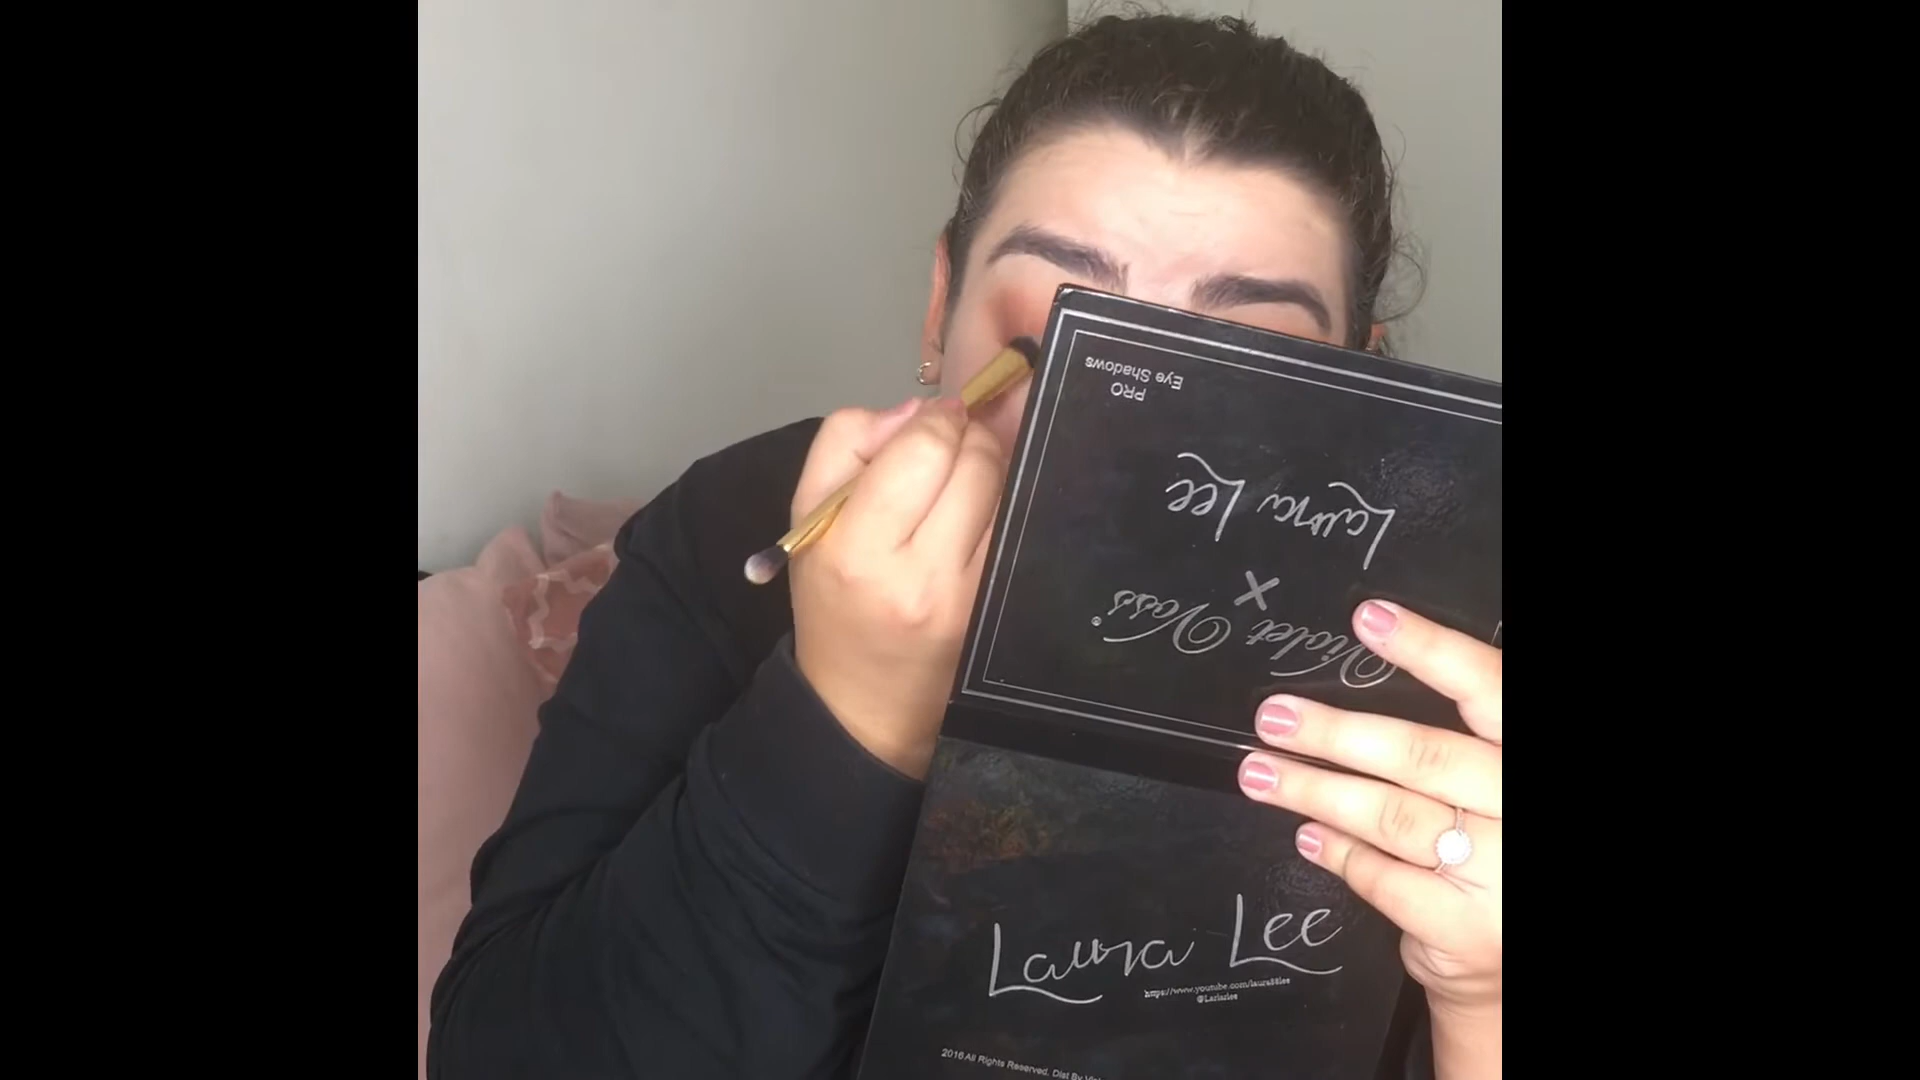 PRO
Eye Shadows
Laura Lee
X
Violet Voss®
Laura Lee
https://www.youtube.com/laura88lee
@Larlarlee
2016 All Rights Reserved. Dist By